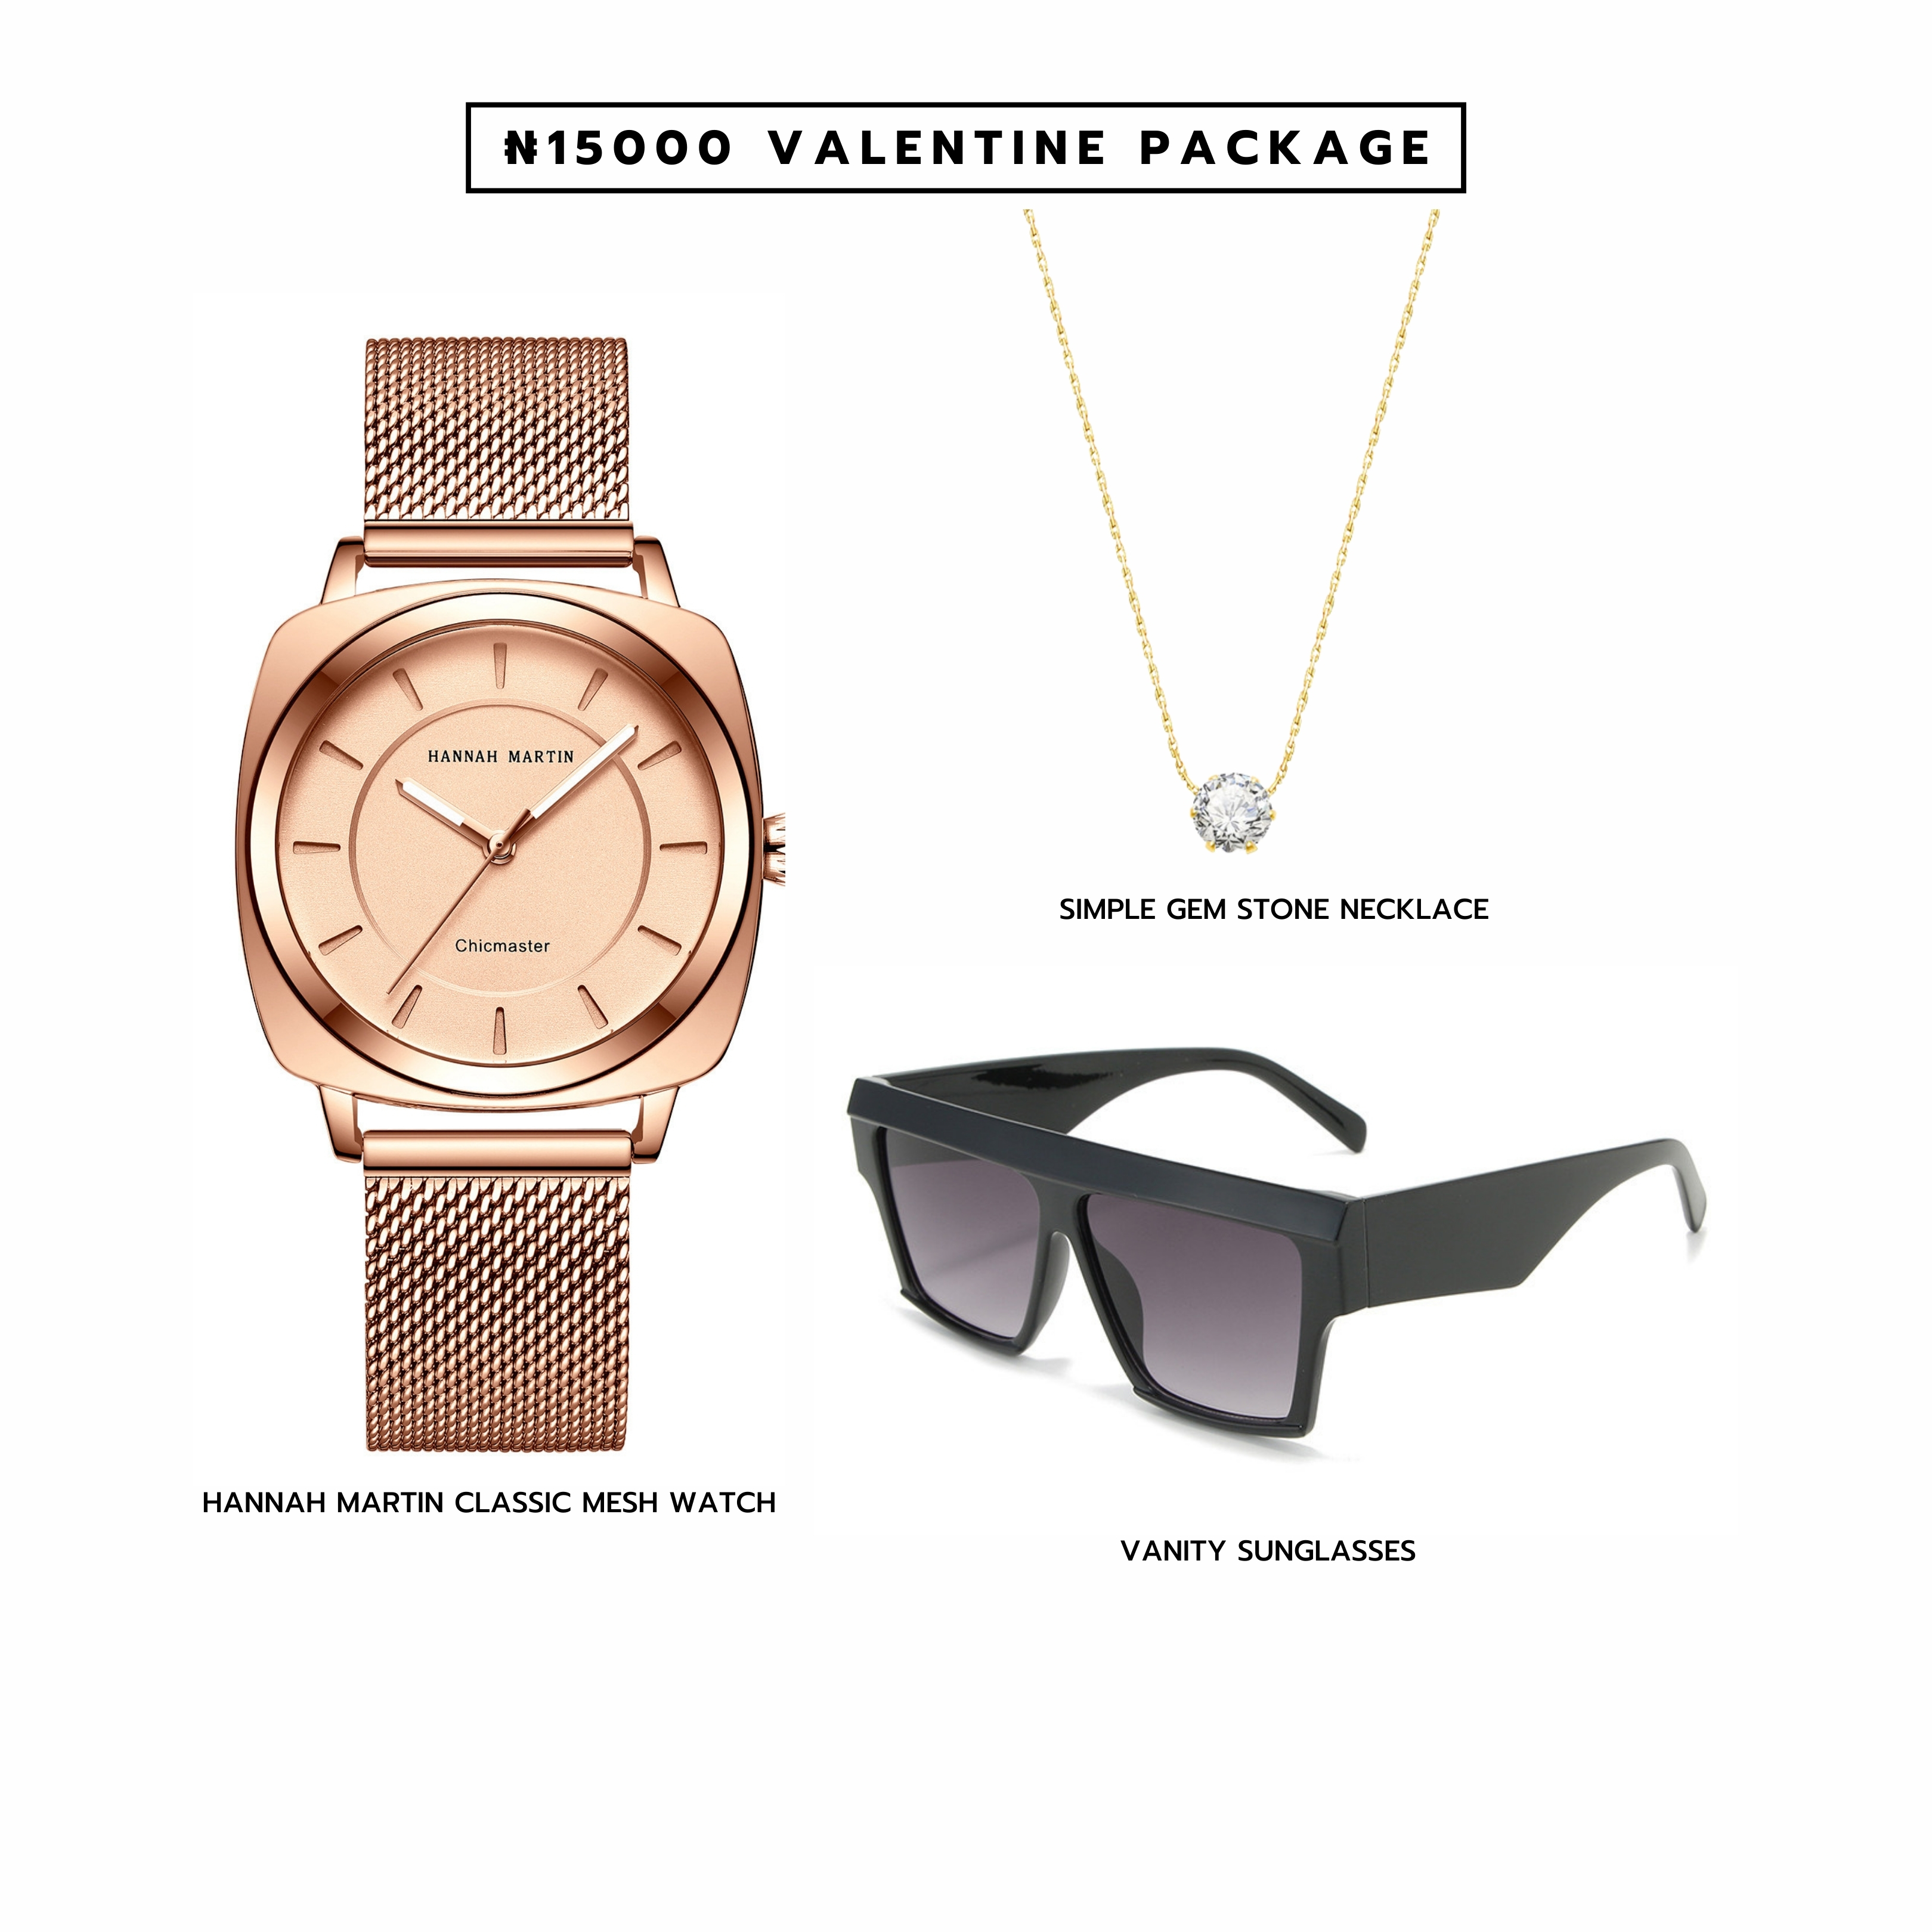 ₦15000 VALENTINE PACKAGE
HANNAH MARTIN
Chicmaster
HANNAH MARTIN CLASSIC MESH WATCH
SIMPLE GEM STONE NECKLACE
VANITY SUNGLASSES